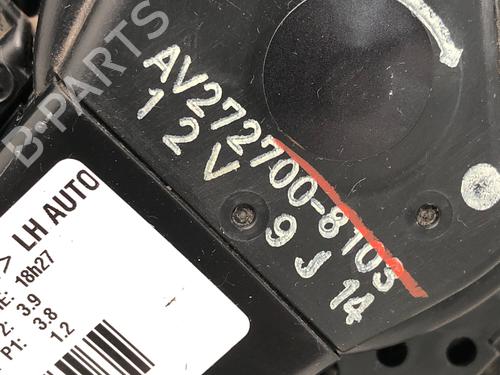 B-PARTS
AV272700-8103
12V 9J14
> LH AUTO
E: 18h27
2: 3.9
P1: 3.8
1.2